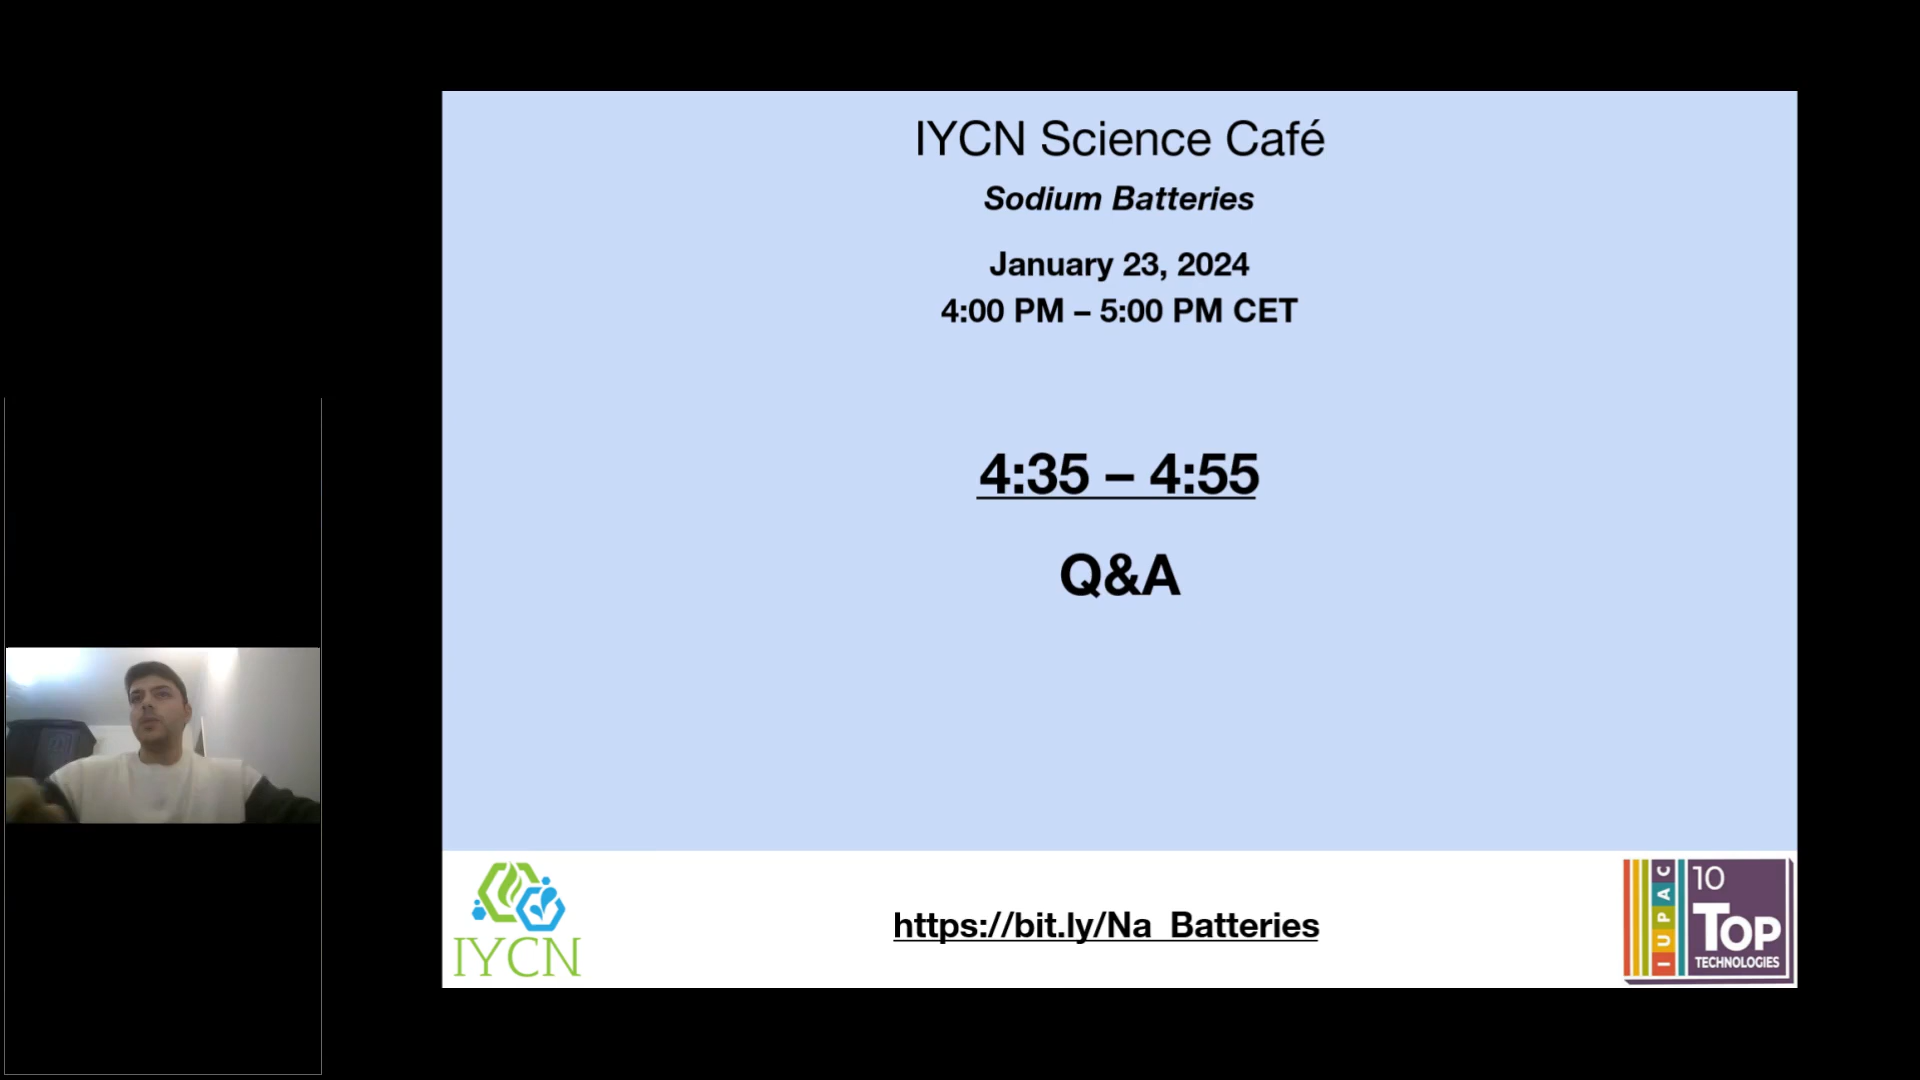 IYCN Science Café
Sodium Batteries
January 23, 2024
4:00 PM – 5:00 PM CET
4:35 – 4:55
Q&A
IYCN
https://bit.ly/Na_Batteries
IUPAC
10
TOP
TECHNOLOGIES